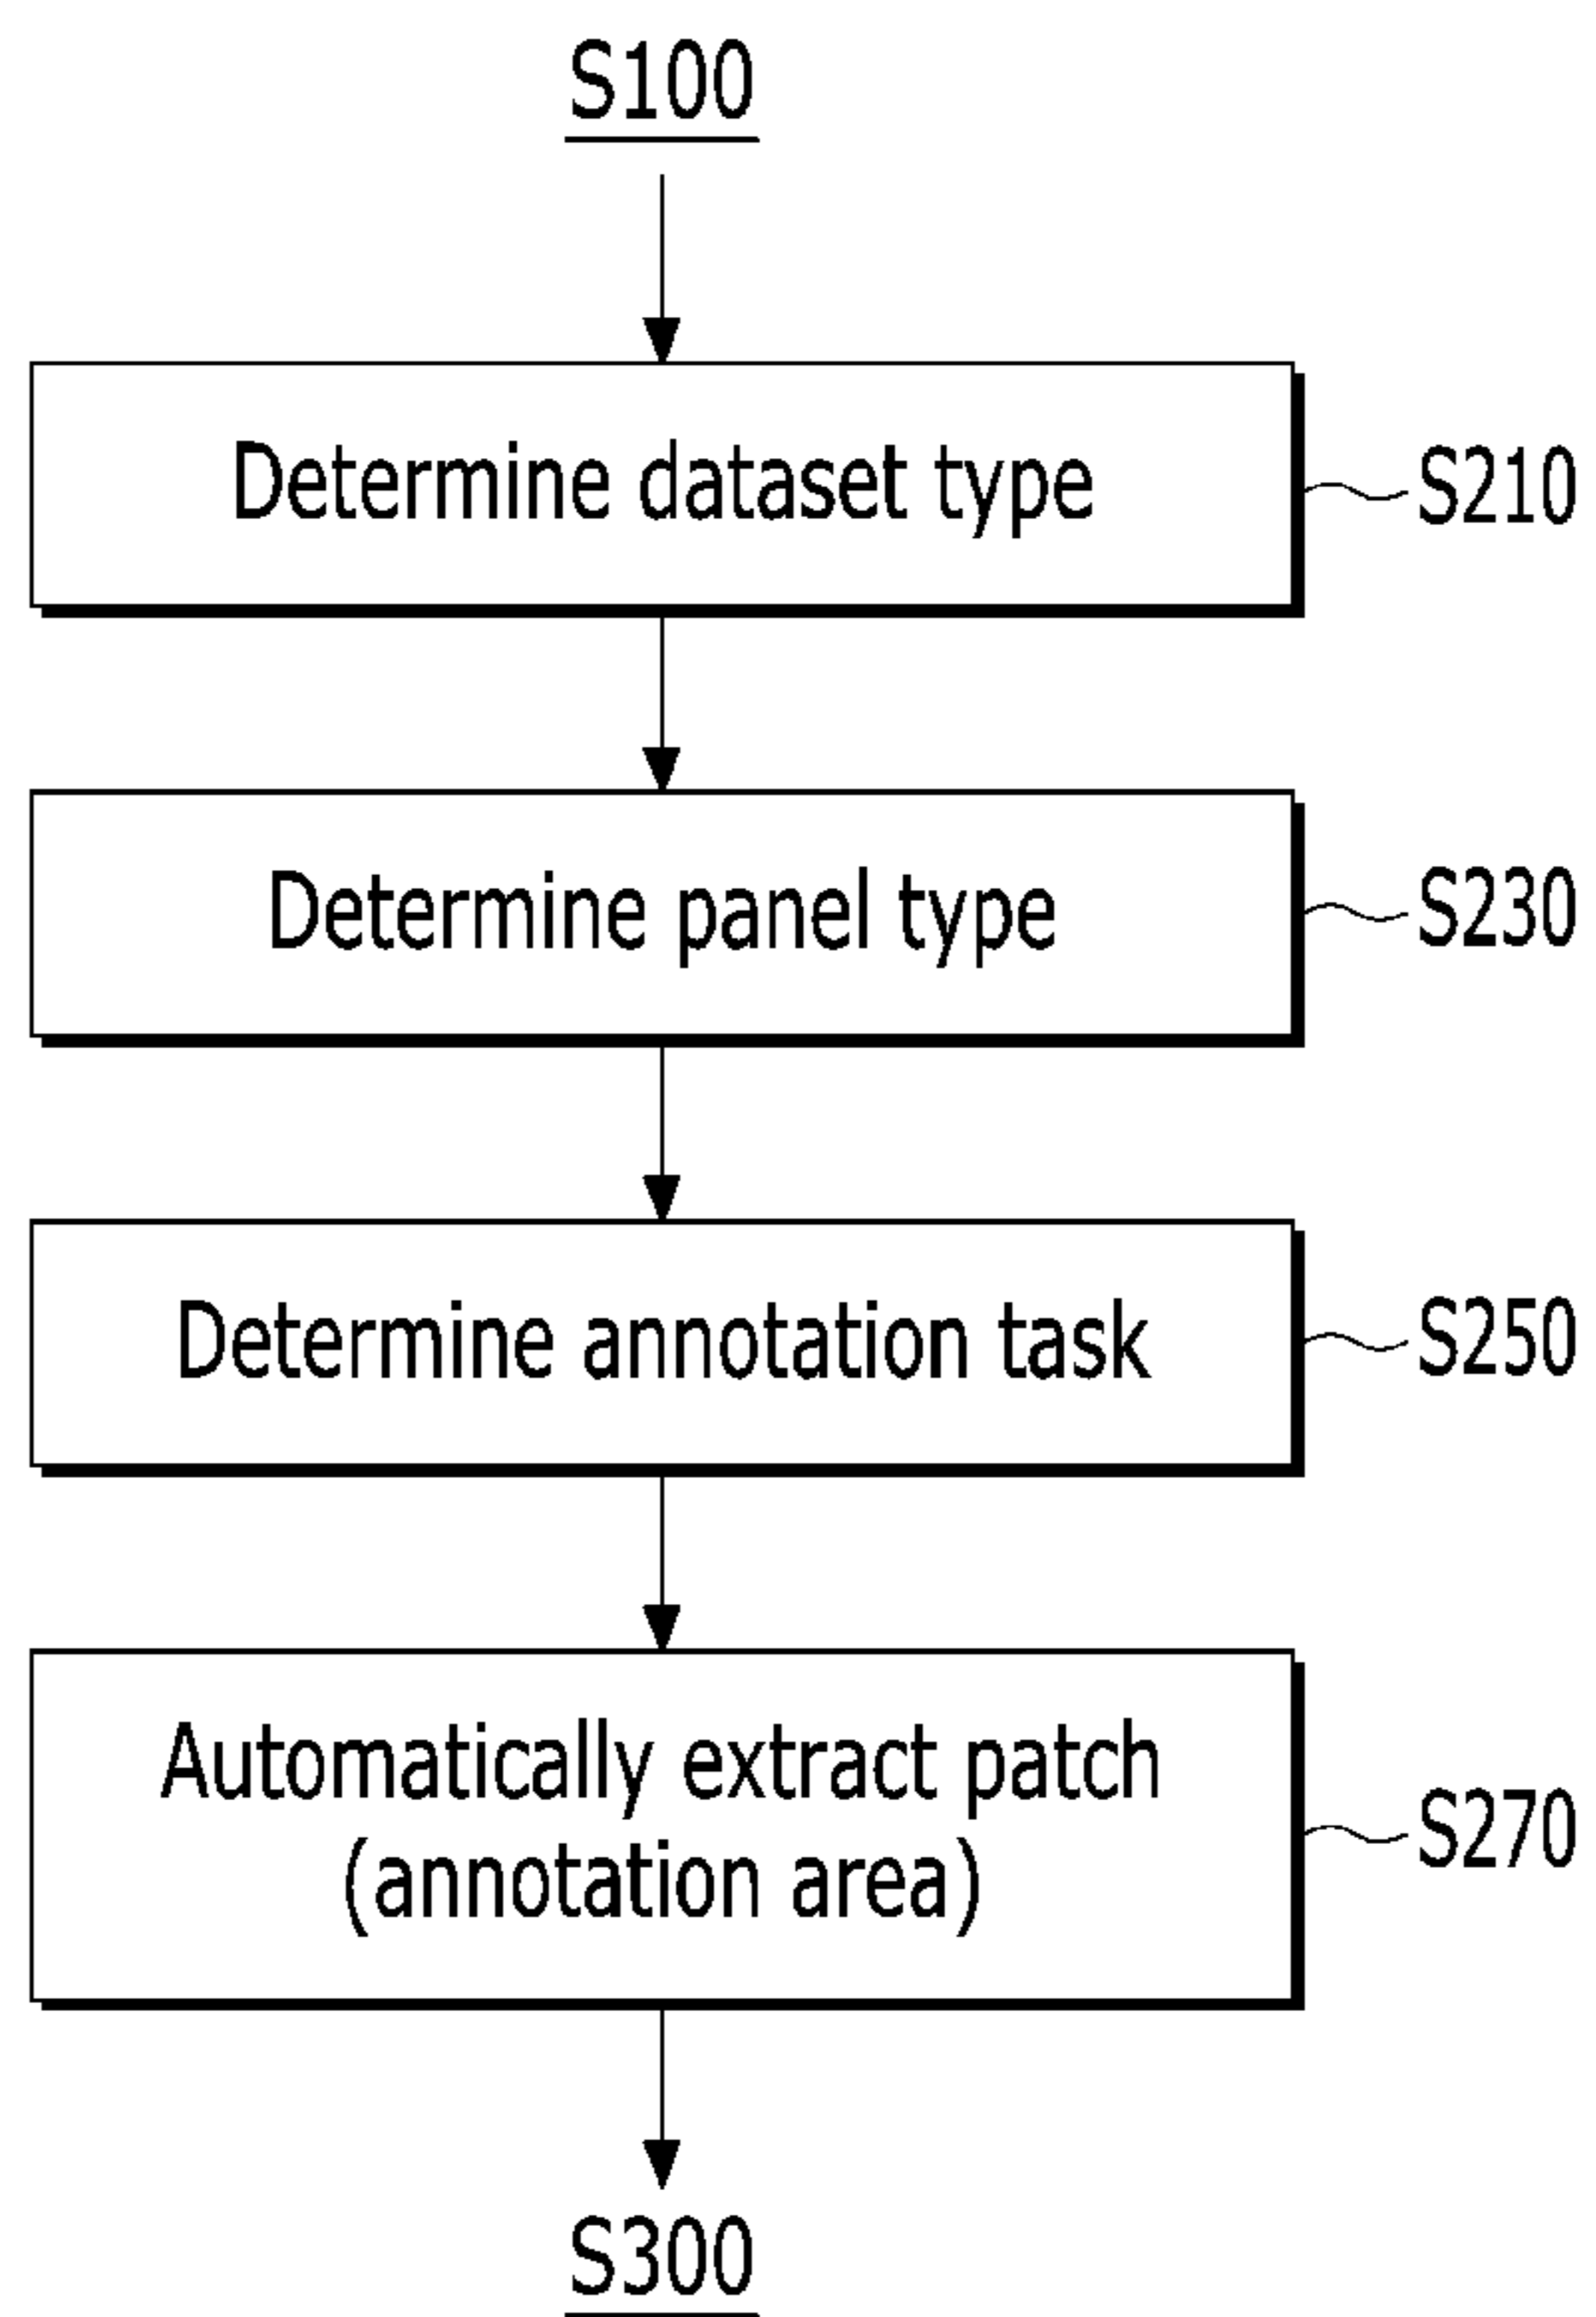 S100
Determine dataset type
S210
Determine panel type
S230
Determine annotation task
S250
Automatically extract patch
(annotation area)
S270
S300